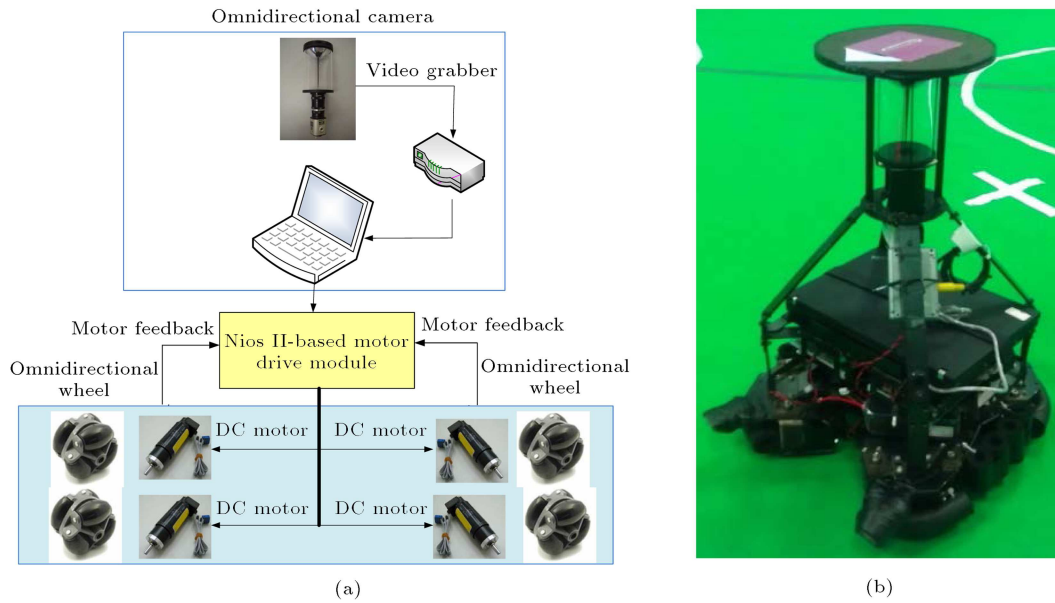 Omnidirectional camera
Video grabber
Motor feedback
Nios II-based motor
drive module
Motor feedback
Omnidirectional
wheel
Omnidirectional
wheel
DC motor
DC motor
DC motor
DC motor
(a)
(b)